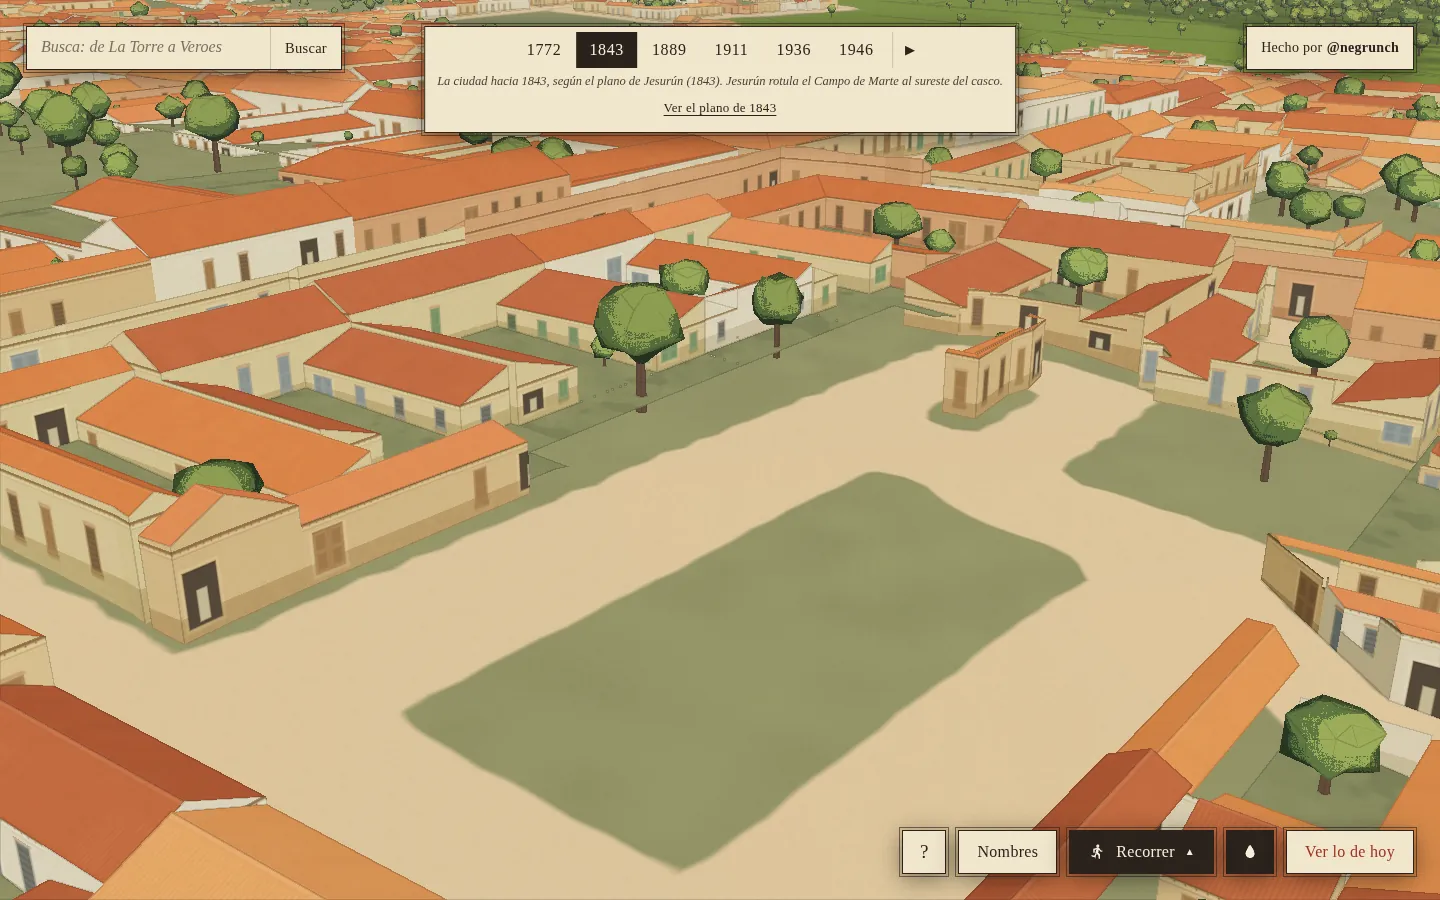 Busca: de La Torre a Veroes
Buscar
1772 1843 1889 1911 1936 1946 ▶
La ciudad hacia 1843, según el plano de Jesurún (1843). Jesurún rotula el Campo de Marte al sureste del casco.
Ver el plano de 1843
Hecho por @negrunch
?
Nombres
Recorrer ▲
Ver lo de hoy